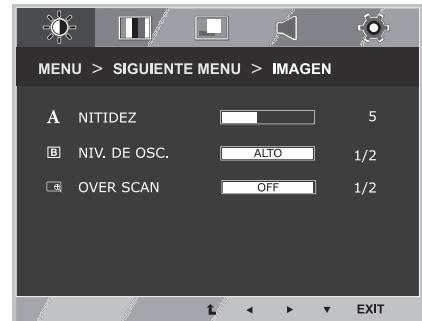 MENU > SIGUIENTE MENU > IMAGEN
A NITIDEZ 5
B NIV. DE OSC. ALTO 1/2
OVER SCAN OFF 1/2
EXIT